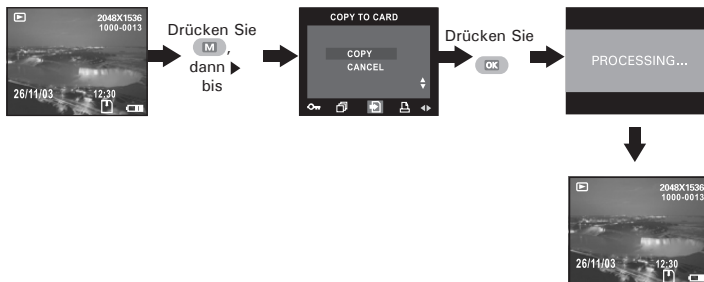 2048X1536
1000-0013
26/11/03
12:30
Drücken Sie
M,
dann
bis
COPY TO CARD
COPY
CANCEL
Drücken Sie
OK
PROCESSING...
2048X1536
1000-0013
26/11/03
12:30